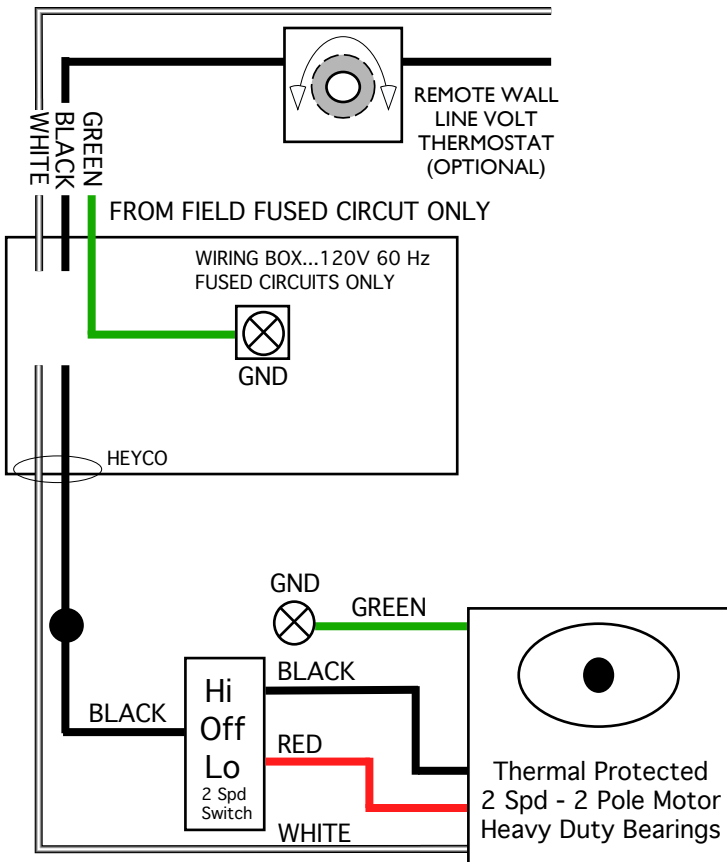 REMOTE WALL
LINE VOLT
THERMOSTAT
(OPTIONAL)
WHITE
BLACK
GREEN
FROM FIELD FUSED CIRCUT ONLY
WIRING BOX...120V 60 Hz
FUSED CIRCUITS ONLY
GND
HEYCO
GND
GREEN
BLACK
BLACK
Hi
Off
Lo
2 Spd
Switch
RED
WHITE
Thermal Protected
2 Spd - 2 Pole Motor
Heavy Duty Bearings